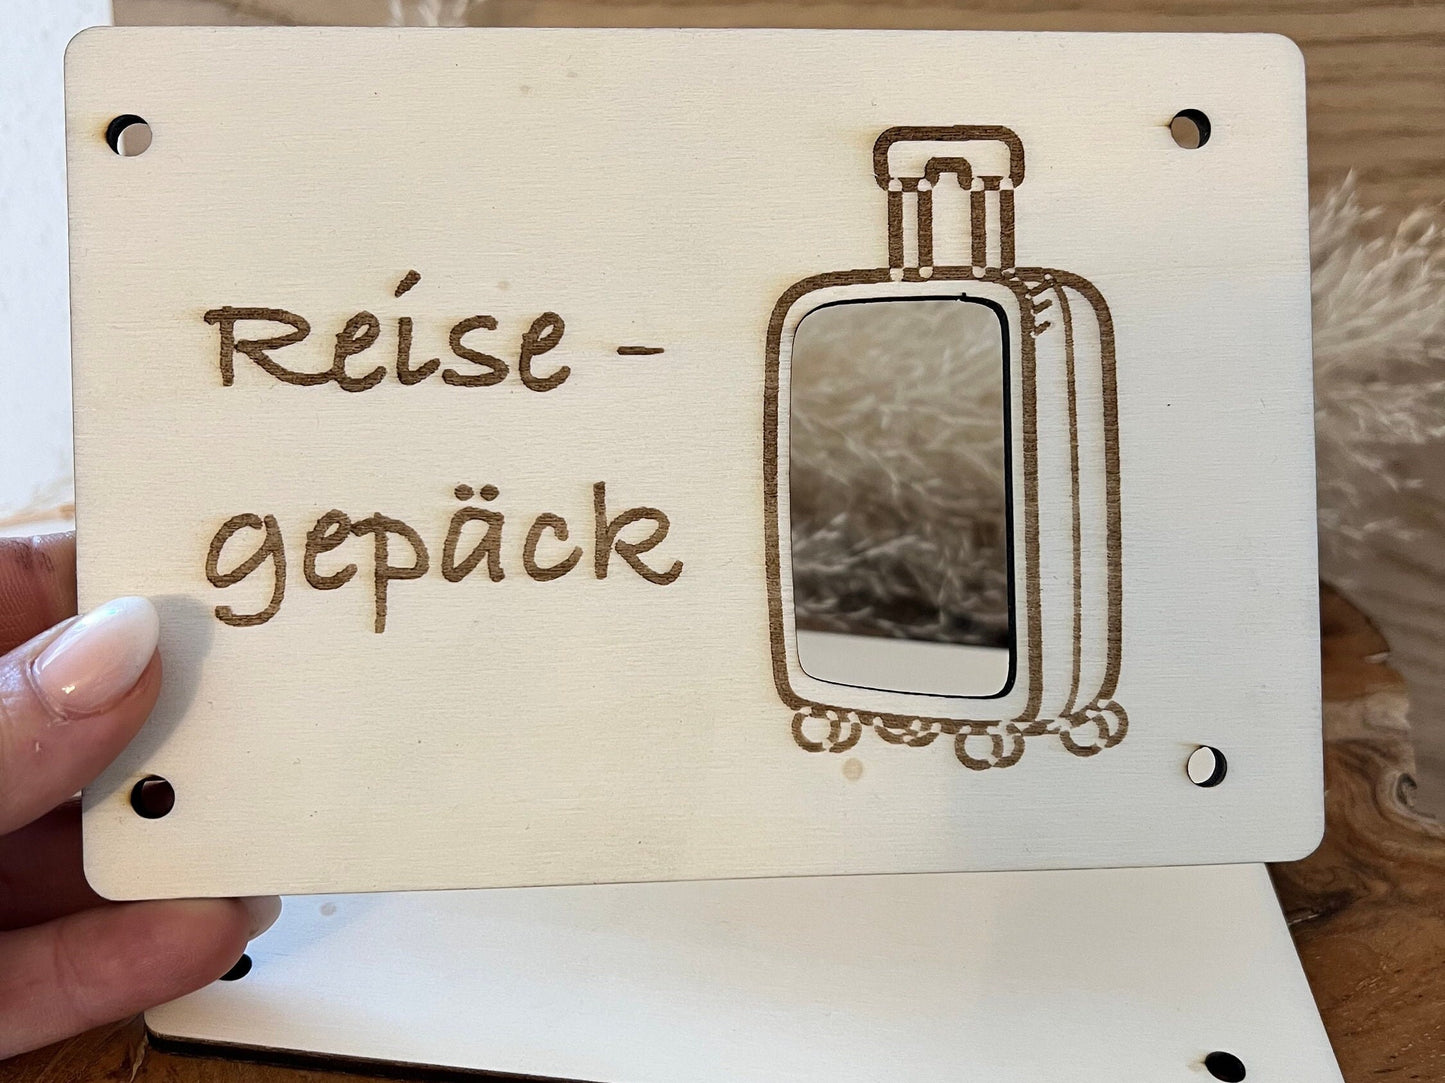 Reise -
gepäck